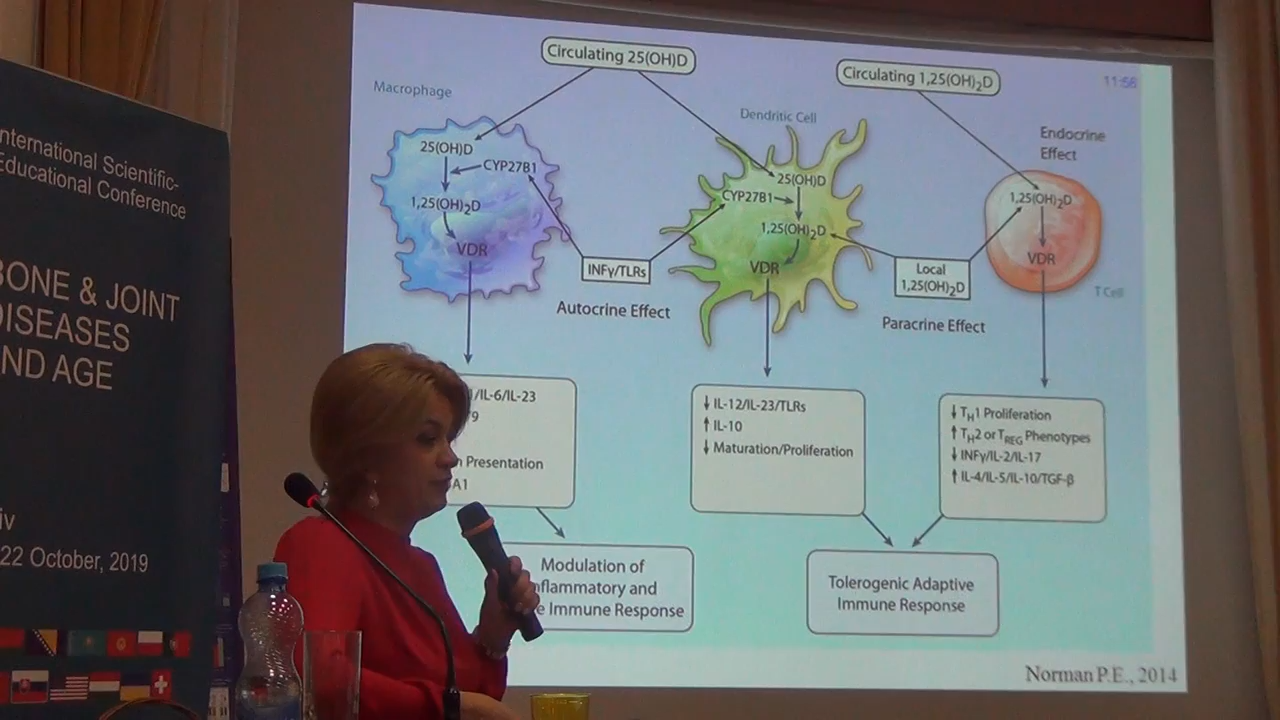 nternational Scientific-
Educational Conference
BONE & JOINT
DISEASES
ND AGE
iv
22 October, 2019
Circulating 25(OH)D
Circulating 1,25(OH)₂D
11:56
Macrophage
Dendritic Cell
Endocrine
Effect
25(OH)D
CYP27B1
1,25(OH)₂D
VDR
25(OH)D
CYP27B1
1,25(OH)₂D
VDR
1,25(OH)₂D
VDR
T Cell
INFγ/TLRs
Autocrine Effect
Local
1,25(OH)₂D
Paracrine Effect
/IL-6/IL-23
9
Presentation
A1
↓ IL-12/IL-23/TLRs
↑ IL-10
↓ Maturation/Proliferation
↓ TH1 Proliferation
↑ TH2 or TREG Phenotypes
↓ INFγ/IL-2/IL-17
↑ IL-4/IL-5/IL-10/TGF-β
Modulation of
nflammatory and
e Immune Response
Tolerogenic Adaptive
Immune Response
Norman P.E., 2014